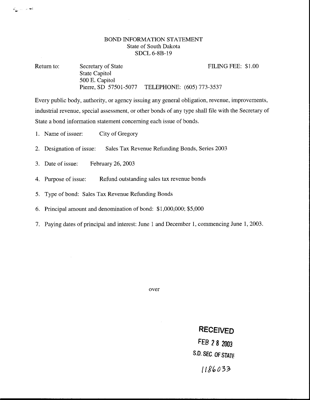 BOND INFORMATION STATEMENT
State of South Dakota
SDCL 6-8B-19
Return to: Secretary of State FILING FEE: $1.00
State Capitol
500 E. Capitol
Pierre, SD 57501-5077 TELEPHONE: (605) 773-3537
Every public body, authority, or agency issuing any general obligation, revenue, improvements,
industrial revenue, special assessment, or other bonds of any type shall file with the Secretary of
State a bond information statement concerning each issue of bonds.
1. Name of issuer: City of Gregory
2. Designation of issue: Sales Tax Revenue Refunding Bonds, Series 2003
3. Date of issue: February 26, 2003
4. Purpose of issue: Refund outstanding sales tax revenue bonds
5. Type of bond: Sales Tax Revenue Refunding Bonds
6. Principal amount and denomination of bond: $1,000,000; $5,000
7. Paying dates of principal and interest: June 1 and December 1, commencing June 1, 2003.
over
RECEIVED
FEB 28 2003
S.D. SEC OF STATE
1186033